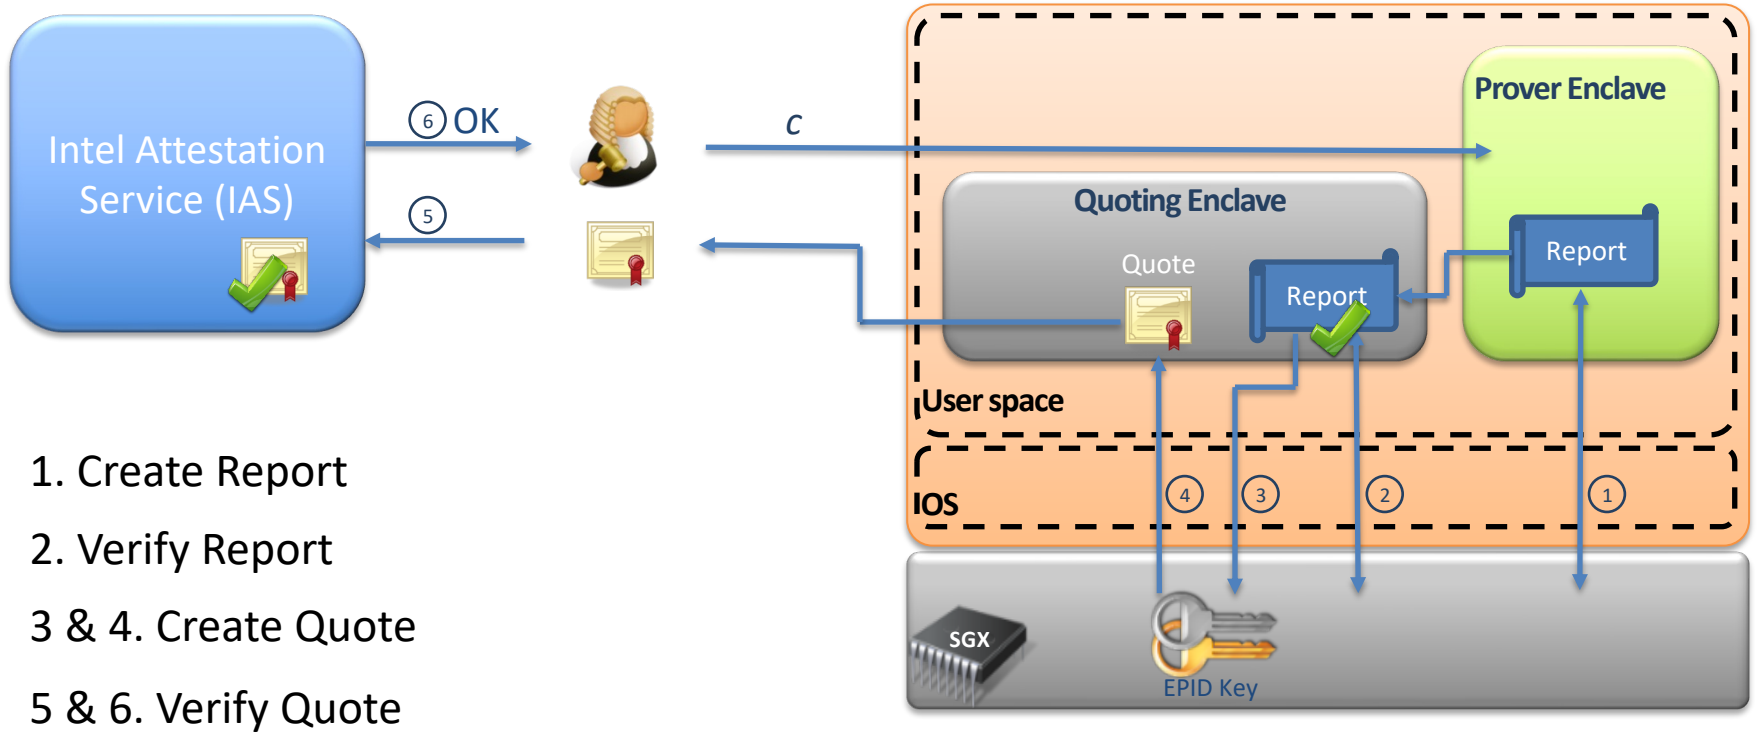 Intel Attestation
Service (IAS)
6 OK
5
c
Prover Enclave
Quoting Enclave
Quote
Report
Report
User space
IOS
4
3
2
1
SGX
EPID Key
1. Create Report
2. Verify Report
3 & 4. Create Quote
5 & 6. Verify Quote